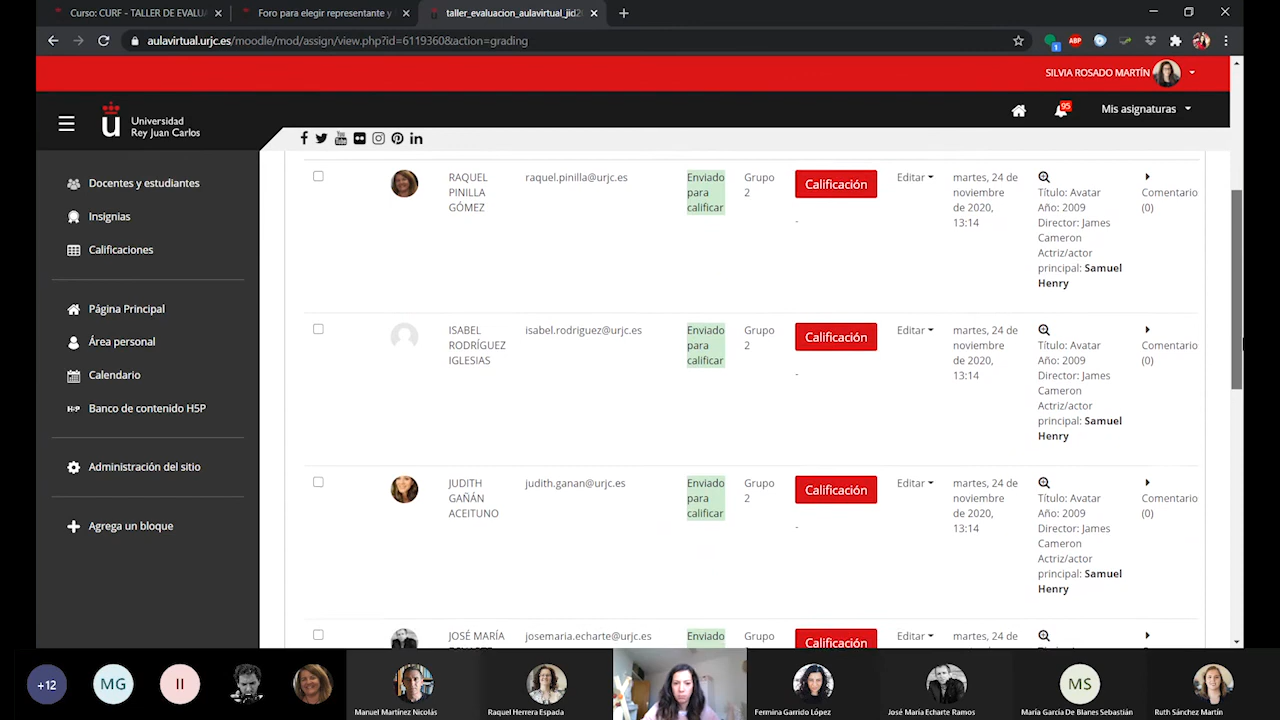 Curso: CURF - TALLER DE EVALUA
Foro para elegir representante y
taller_evaluacion_aulavirtual_jid2
aulavirtual.urjc.es/moodle/mod/assign/view.php?id=6119360&action=grading
1
ABP
SILVIA ROSADO MARTÍN
Universidad
Rey Juan Carlos
95
Mis asignaturas
Docentes y estudiantes
Insignias
Calificaciones
Página Principal
Área personal
Calendario
H5P
Banco de contenido H5P
Administración del sitio
Agrega un bloque
RAQUEL
PINILLA
GÓMEZ
raquel.pinilla@urjc.es
Enviado
para
calificar
Grupo
2
Calificación
-
Editar
martes, 24 de
noviembre
de 2020,
13:14
Título: Avatar
Año: 2009
Director: James
Cameron
Actriz/actor
principal: Samuel
Henry
Comentario
(0)
ISABEL
RODRÍGUEZ
IGLESIAS
isabel.rodriguez@urjc.es
Enviado
para
calificar
Grupo
2
Calificación
-
Editar
martes, 24 de
noviembre
de 2020,
13:14
Título: Avatar
Año: 2009
Director: James
Cameron
Actriz/actor
principal: Samuel
Henry
Comentario
(0)
JUDITH
GAÑÁN
ACEITUNO
judith.ganan@urjc.es
Enviado
para
calificar
Grupo
2
Calificación
-
Editar
martes, 24 de
noviembre
de 2020,
13:14
Título: Avatar
Año: 2009
Director: James
Cameron
Actriz/actor
principal: Samuel
Henry
Comentario
(0)
JOSÉ MARÍA
josemaria.echarte@urjc.es
Enviado
Grupo
Calificación
Editar
martes, 24 de
+12
MG
II
Manuel Martínez Nicolás
Raquel Herrera Espada
Fermina Garrido López
José María Echarte Ramos
MS
María García De Blanes Sebastián
Ruth Sánchez Martín